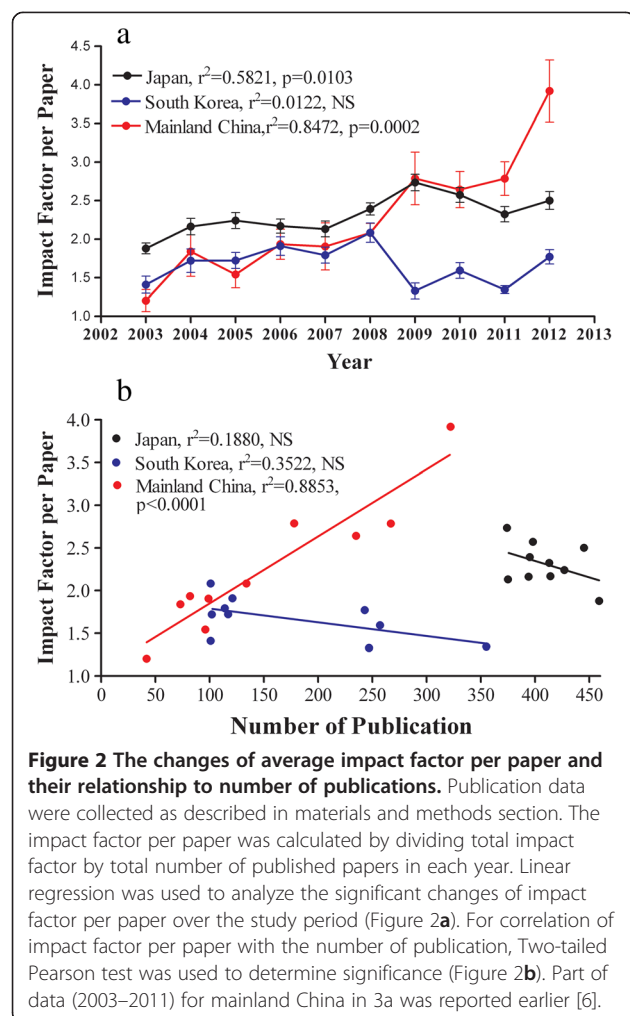 a
4.5
4.0
3.5
3.0
2.5
2.0
1.5
1.0
Impact Factor per Paper
Japan, r²=0.5821, p=0.0103
South Korea, r²=0.0122, NS
Mainland China,r²=0.8472, p=0.0002
2002 2003 2004 2005 2006 2007 2008 2009 2010 2011 2012 2013
Year
b
4.0
3.5
3.0
2.5
2.0
1.5
1.0
Impact Factor per Paper
Japan, r²=0.1880, NS
South Korea, r²=0.3522, NS
Mainland China, r²=0.8853,
p<0.0001
0 50 100 150 200 250 300 350 400 450
Number of Publication
Figure 2 The changes of average impact factor per paper and
their relationship to number of publications. Publication data
were collected as described in materials and methods section. The
impact factor per paper was calculated by dividing total impact
factor by total number of published papers in each year. Linear
regression was used to analyze the significant changes of impact
factor per paper over the study period (Figure 2a). For correlation of
impact factor per paper with the number of publication, Two-tailed
Pearson test was used to determine significance (Figure 2b). Part of
data (2003–2011) for mainland China in 3a was reported earlier [6].